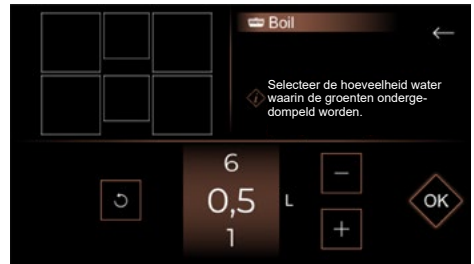 Boil
Selecteer de hoeveelheid water
waarin de groenten onderge-
dompeld worden.
6
0,5 L
1
OK